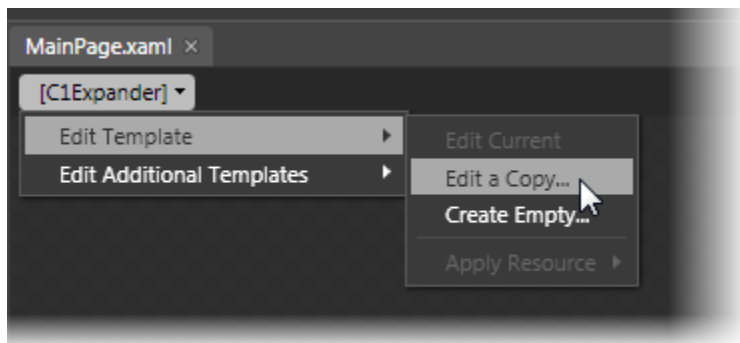 MainPage.xaml ×
[C1Expander]
Edit Template
Edit Additional Templates
Edit Current
Edit a Copy...
Create Empty...
Apply Resource